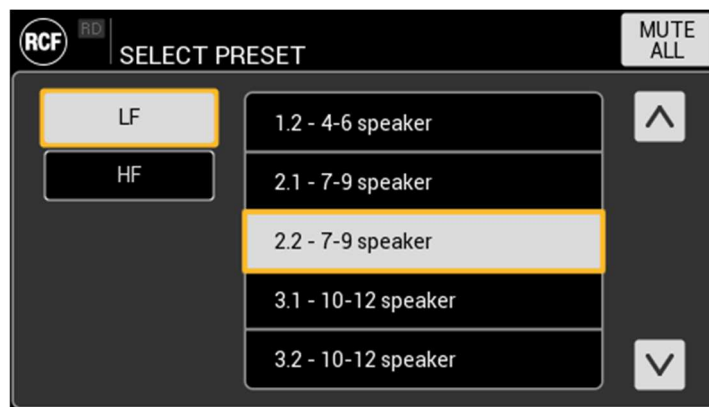 RCF
RD
SELECT PRESET
MUTE
ALL
LF
HF
1.2 - 4-6 speaker
2.1 - 7-9 speaker
2.2 - 7-9 speaker
3.1 - 10-12 speaker
3.2 - 10-12 speaker